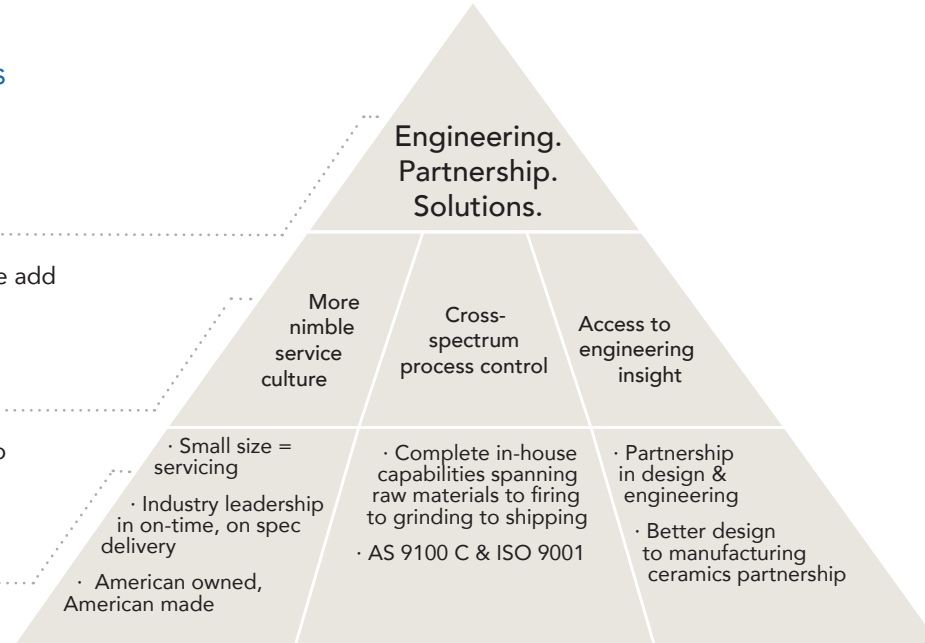 s
Engineering.
Partnership.
Solutions.
e add
More
nimble
service
culture
Cross-
spectrum
process control
Access to
engineering
insight
o
· Small size =
servicing
· Industry leadership
in on-time, on spec
delivery
· American owned,
American made
· Complete in-house
capabilities spanning
raw materials to firing
to grinding to shipping
· AS 9100 C & ISO 9001
· Partnership
in design &
engineering
· Better design
to manufacturing
ceramics partnership